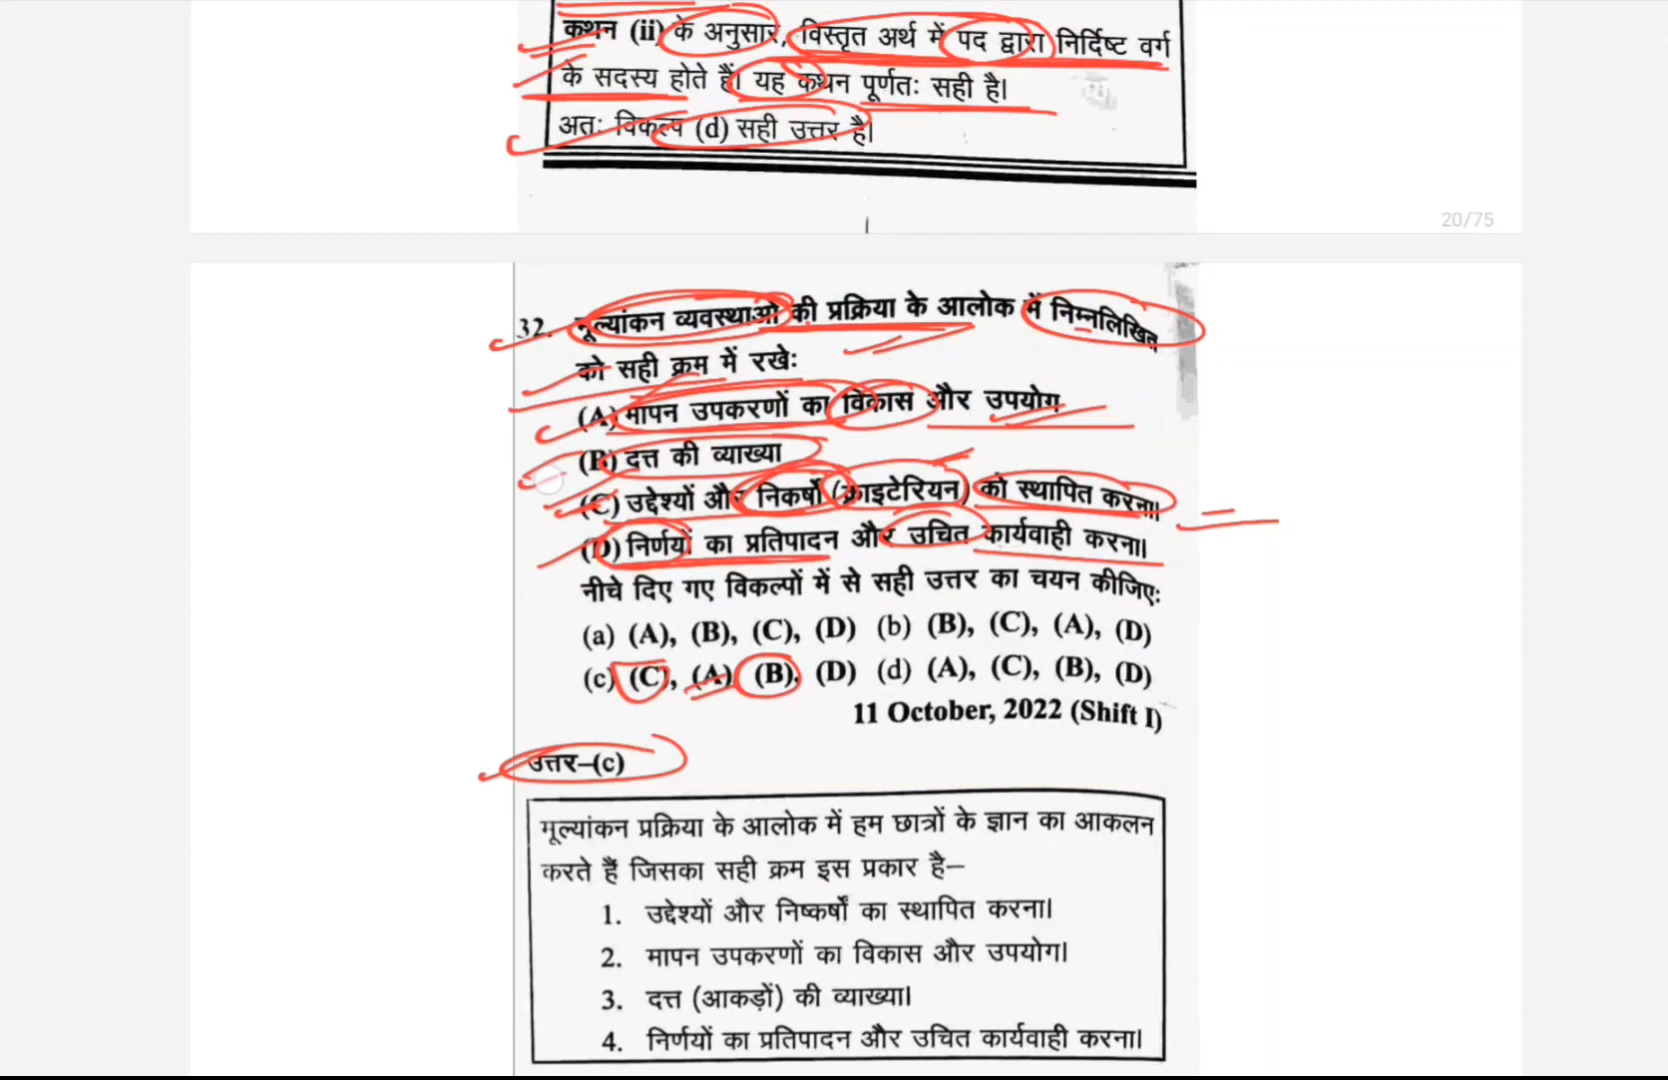 कथन (ii) के अनुसार, विस्तृत अर्थ में पद द्वारा निर्दिष्ट वर्ग
के सदस्य होते हैं। यह कथन पूर्णतः सही है।
अतः विकल्प (d) सही उत्तर है।
20/75
32. मूल्यांकन व्यवस्थाओं की प्रक्रिया के आलोक में निम्नलिखित
को सही क्रम में रखेः
(A) मापन उपकरणों का विकास और उपयोग
(B) दत्त की व्याख्या
(C) उद्देश्यों और निकर्षो (क्राइटेरियन) को स्थापित करना।
(D) निर्णयों का प्रतिपादन और उचित कार्यवाही करना।
नीचे दिए गए विकल्पों में से सही उत्तर का चयन कीजिएः
(a) (A), (B), (C), (D) (b) (B), (C), (A), (D)
(c) (C), (A), (B), (D) (d) (A), (C), (B), (D)
11 October, 2022 (Shift I)
उत्तर–(c)
मूल्यांकन प्रक्रिया के आलोक में हम छात्रों के ज्ञान का आकलन
करते हैं जिसका सही क्रम इस प्रकार है–
1. उद्देश्यों और निष्कर्षों का स्थापित करना।
2. मापन उपकरणों का विकास और उपयोग।
3. दत्त (आकड़ों) की व्याख्या।
4. निर्णयों का प्रतिपादन और उचित कार्यवाही करना।